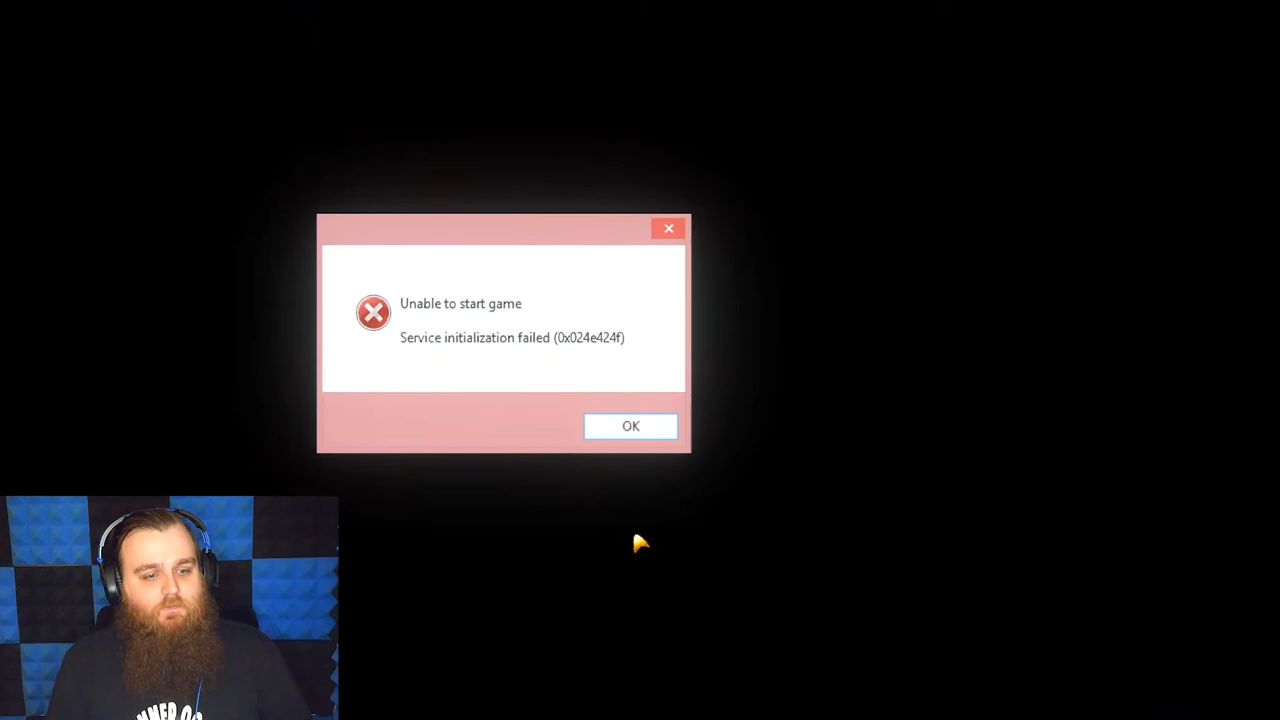 Unable to start game
Service initialization failed (0x024e424f)
OK